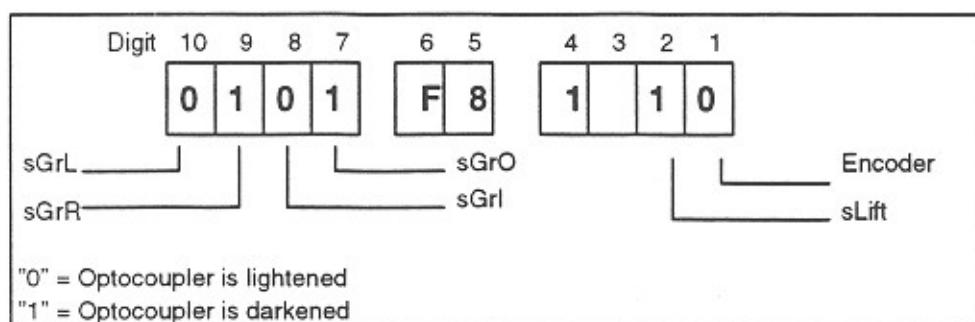 Digit 10 9 8 7 6 5 4 3 2 1
0 1 0 1 F 8 1 1 0
sGrL sGrO Encoder
sGrR sGrI sLift
"0" = Optocoupler is lightened
"1" = Optocoupler is darkened